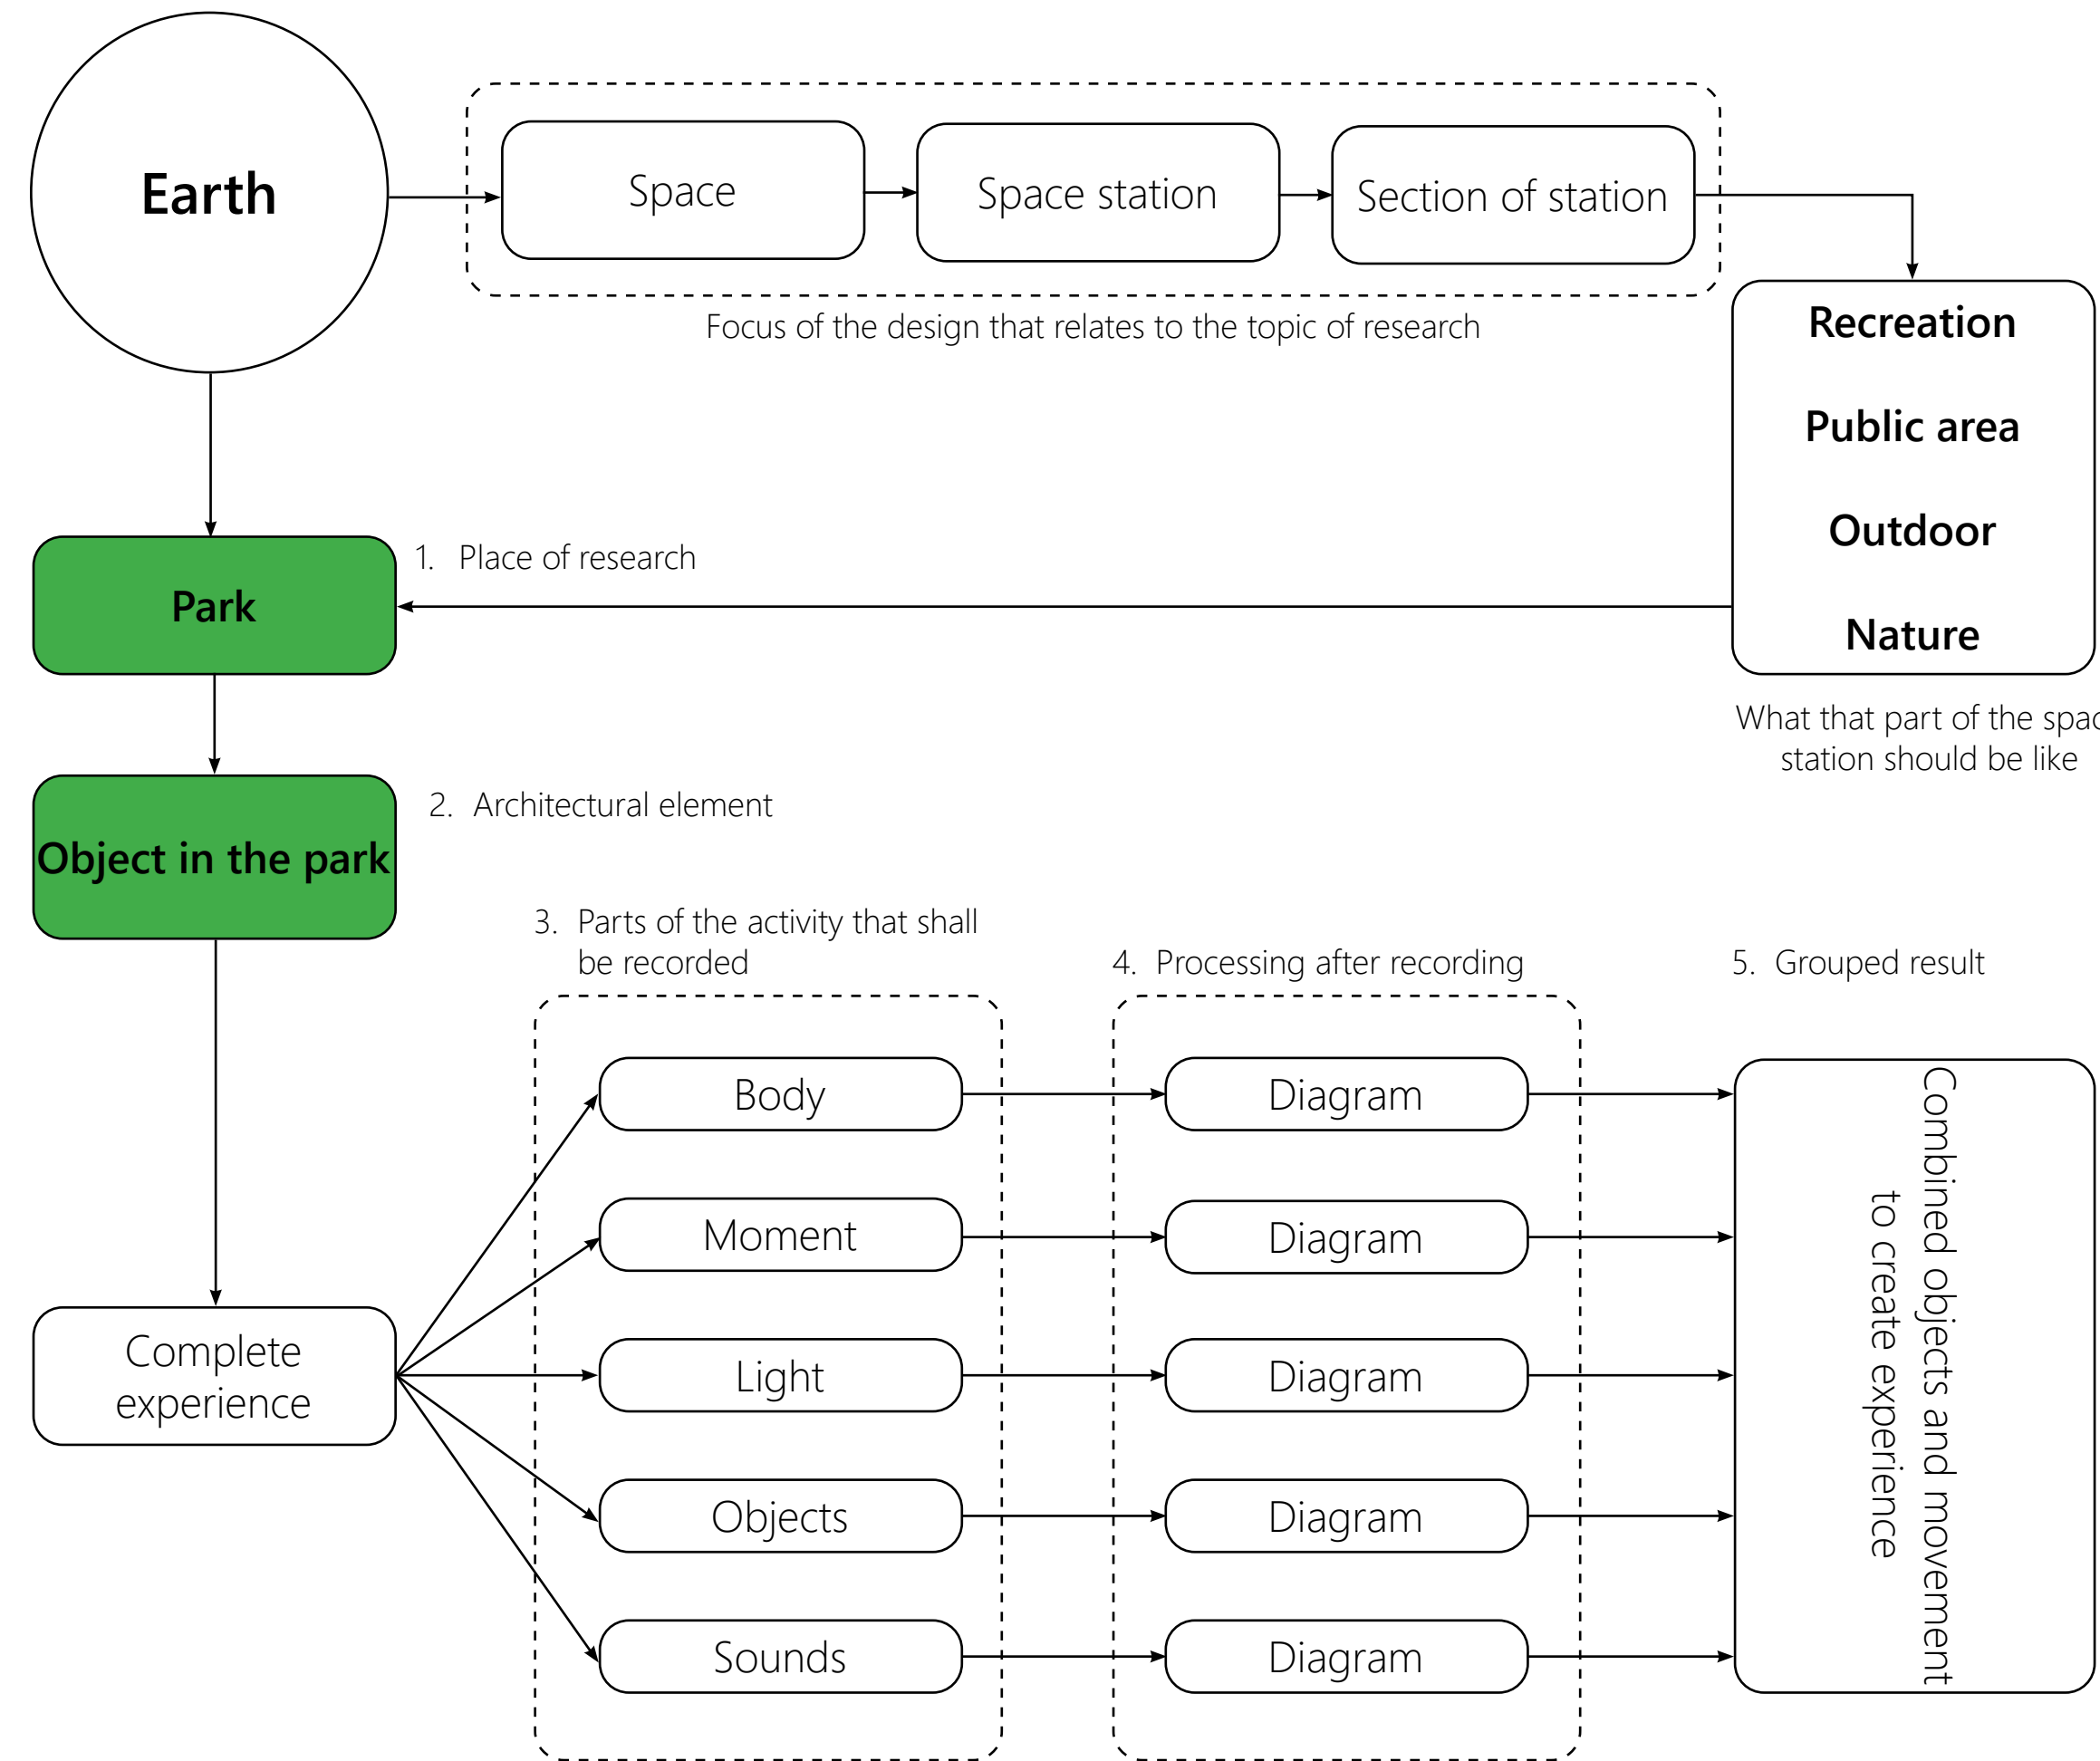 Earth
Space
Space station
Section of station
Focus of the design that relates to the topic of research
Recreation
Public area
Outdoor
Nature
What that part of the spac
station should be like
1. Place of research
Park
2. Architectural element
Object in the park
3. Parts of the activity that shall
be recorded
4. Processing after recording
5. Grouped result
Complete
experience
Body
Diagram
Moment
Diagram
Light
Diagram
Objects
Diagram
Sounds
Diagram
Combined objects and movement
to create experience